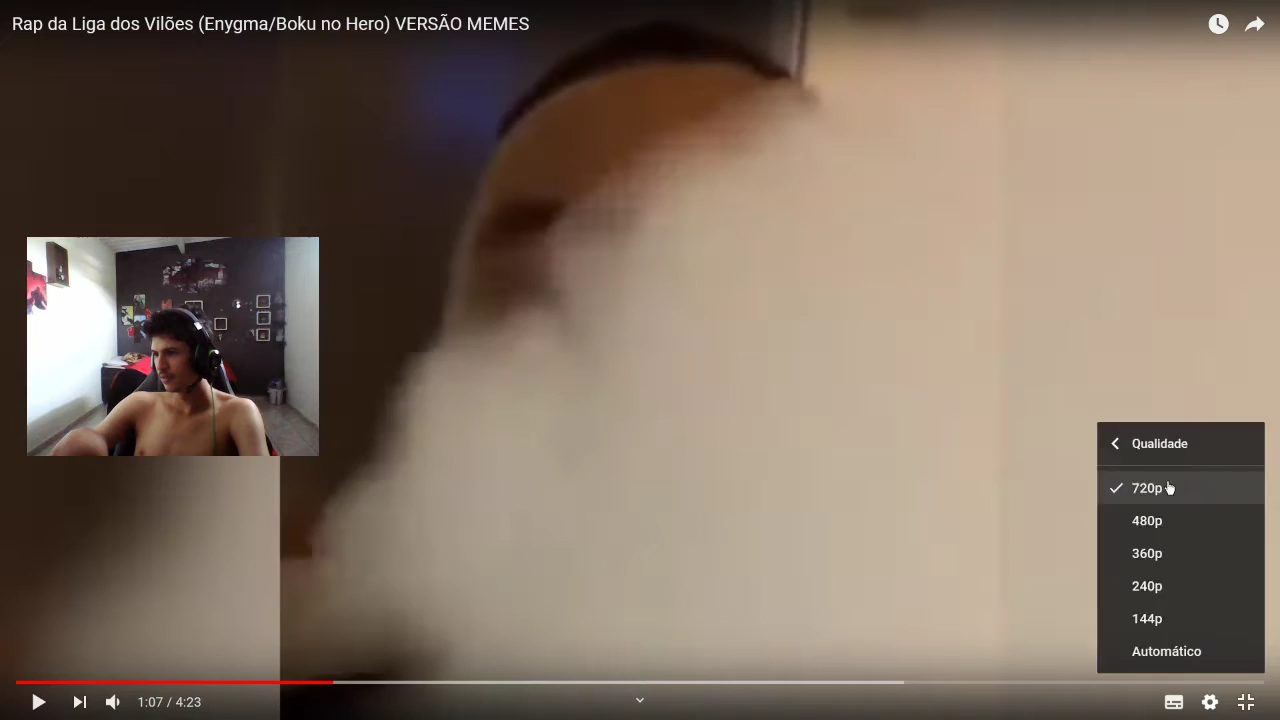 Rap da Liga dos Vilões (Enygma/Boku no Hero) VERSÃO MEMES
Qualidade
720p
480p
360p
240p
144p
Automático
1:07 / 4:23